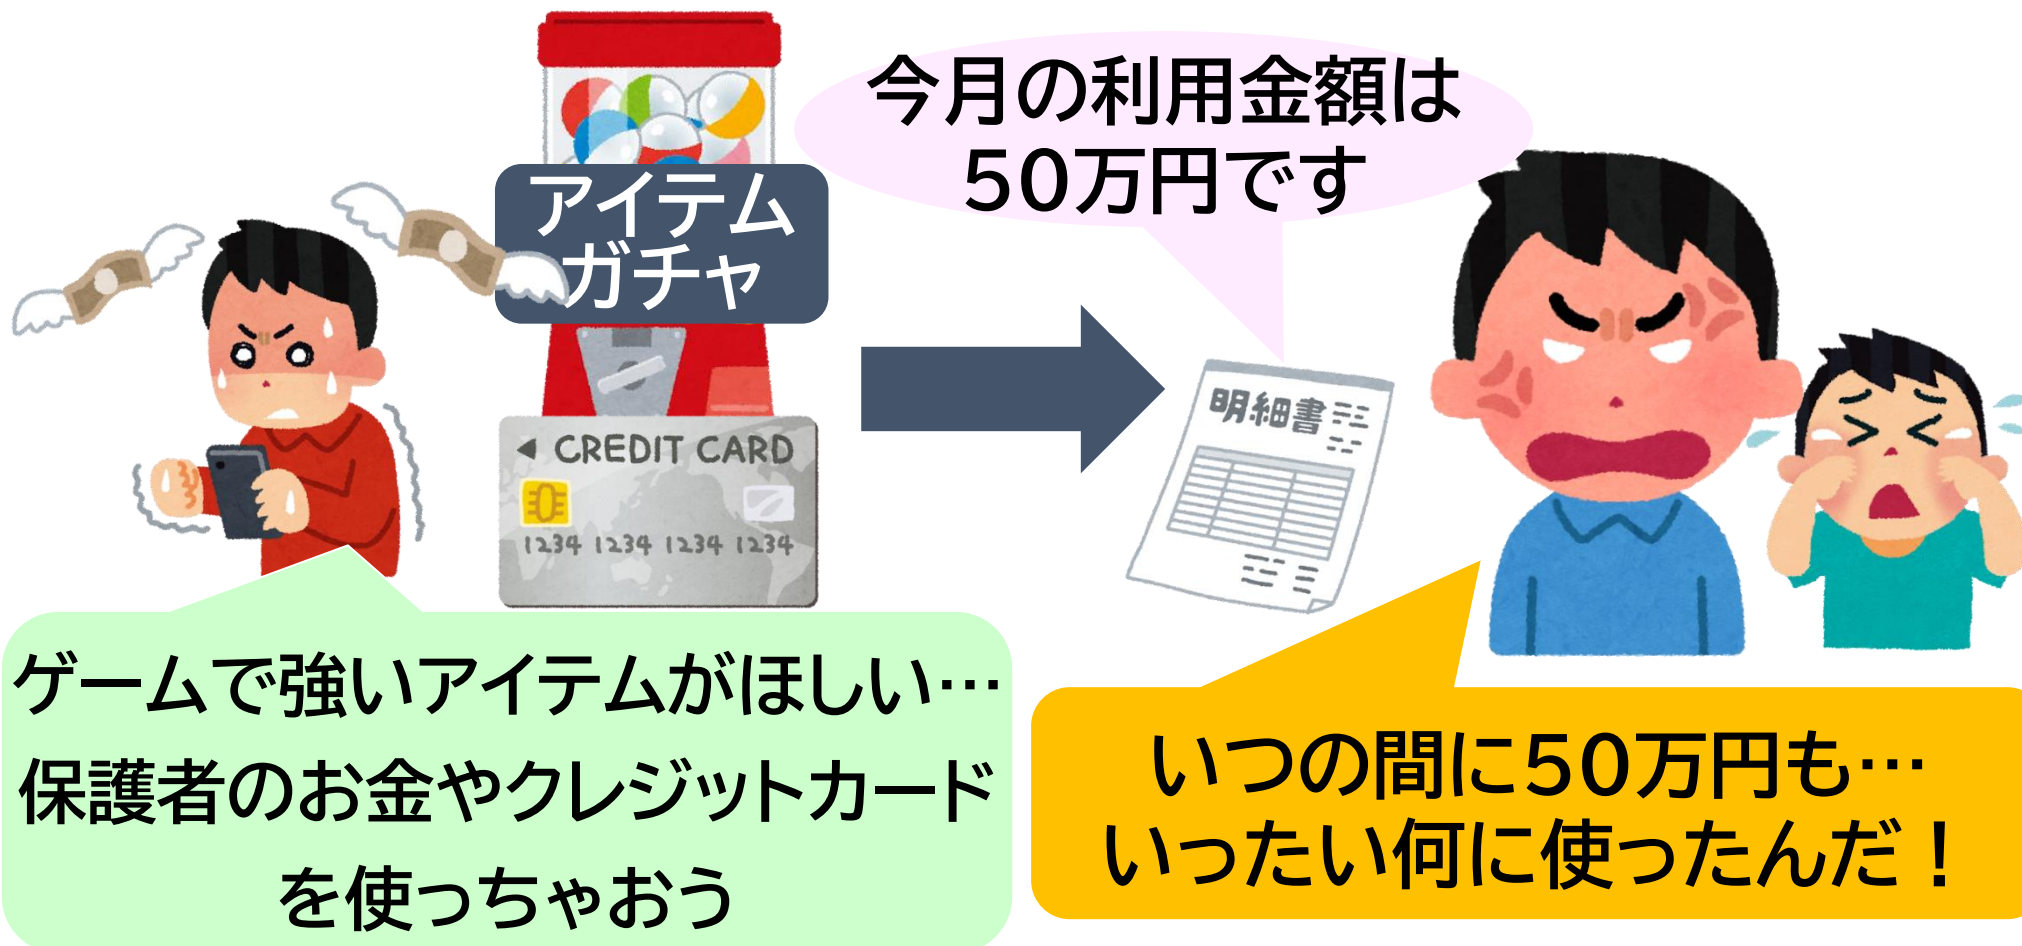 アイテム
ガチャ
CREDIT CARD
1234 1234 1234 1234
ゲームで強いアイテムがほしい…
保護者のお金やクレジットカード
を使っちゃおう
今月の利用金額は
50万円です
明細書
いつの間に50万円も…
いったい何に使ったんだ！